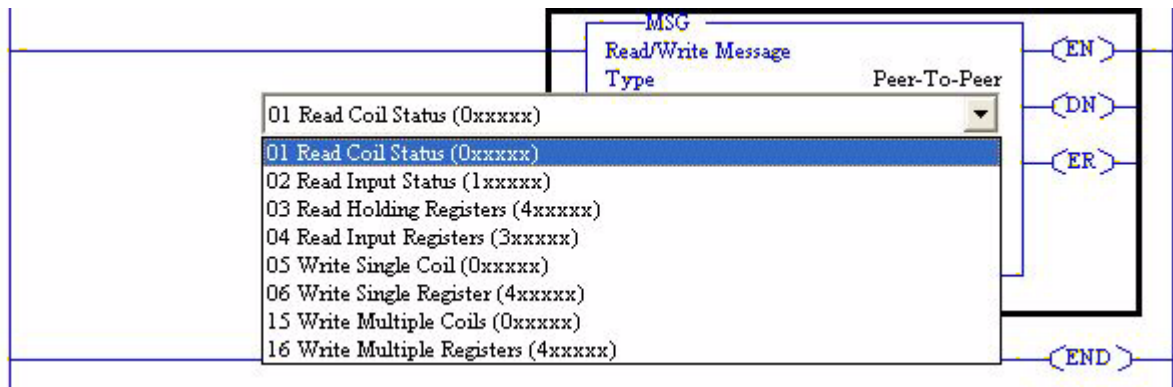 MSG
Read/Write Message
EN
Type Peer-To-Peer
01 Read Coil Status (0xxxxx)
DN
01 Read Coil Status (0xxxxx)
ER
02 Read Input Status (1xxxxx)
03 Read Holding Registers (4xxxxx)
04 Read Input Registers (3xxxxx)
05 Write Single Coil (0xxxxx)
06 Write Single Register (4xxxxx)
15 Write Multiple Coils (0xxxxx)
16 Write Multiple Registers (4xxxxx)
END